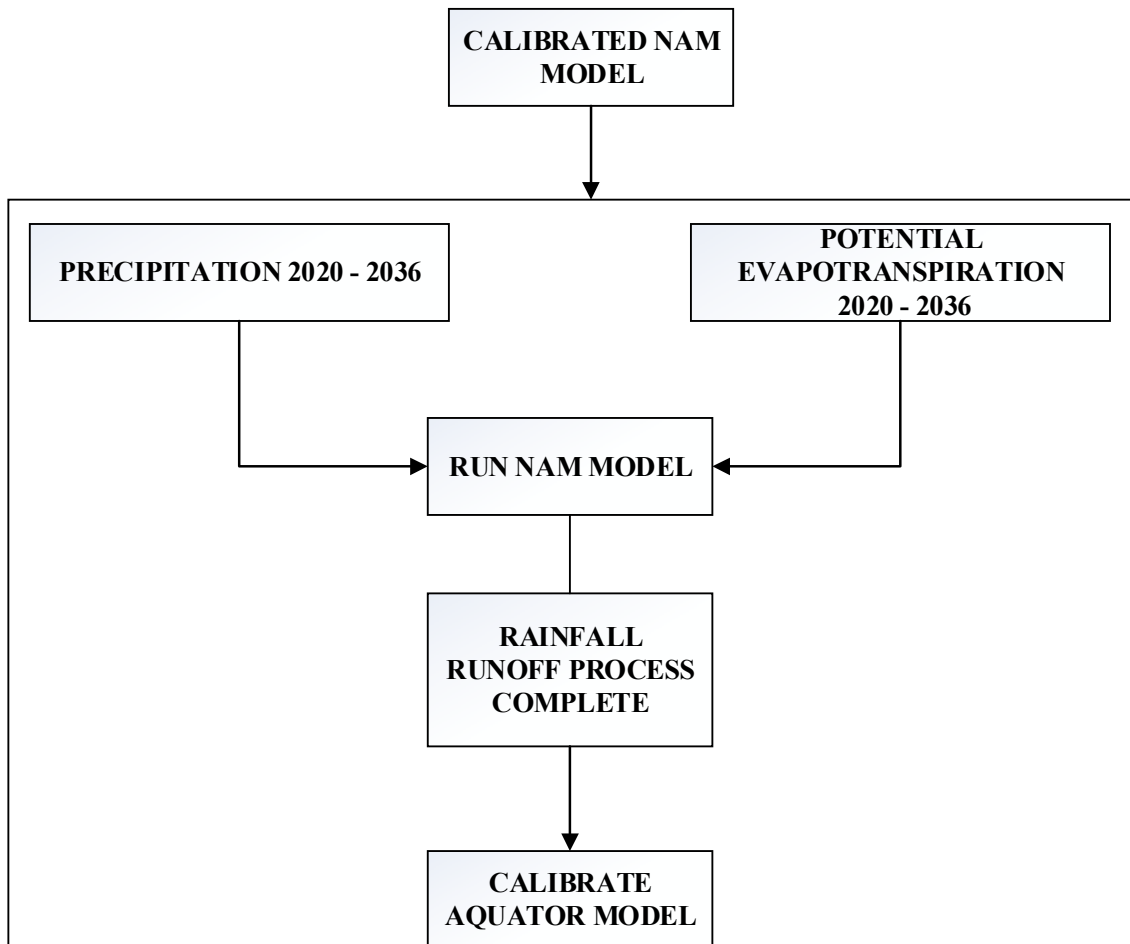 CALIBRATED NAM
MODEL
PRECIPITATION 2020 - 2036
POTENTIAL
EVAPOTRANSPIRATION
2020 - 2036
RUN NAM MODEL
RAINFALL
RUNOFF PROCESS
COMPLETE
CALIBRATE
AQUATOR MODEL